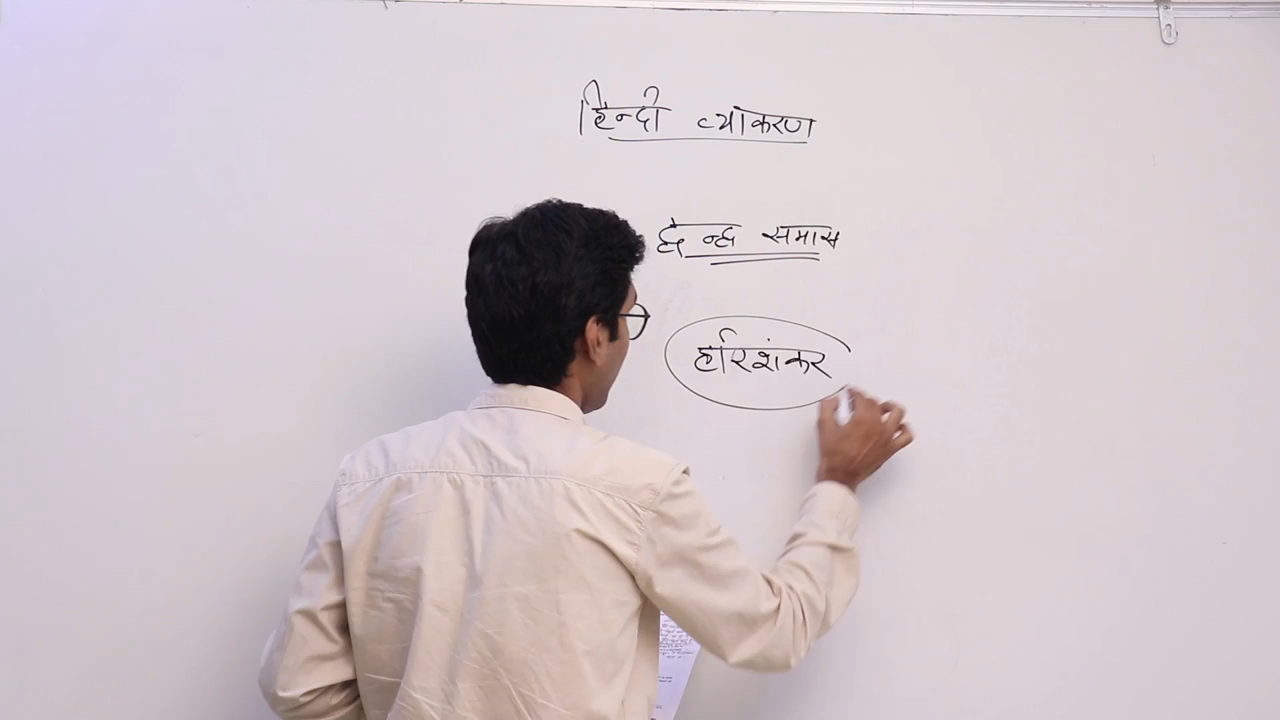 हिन्दी व्याकरण
द्वन्द्व समास
हरिशंकर